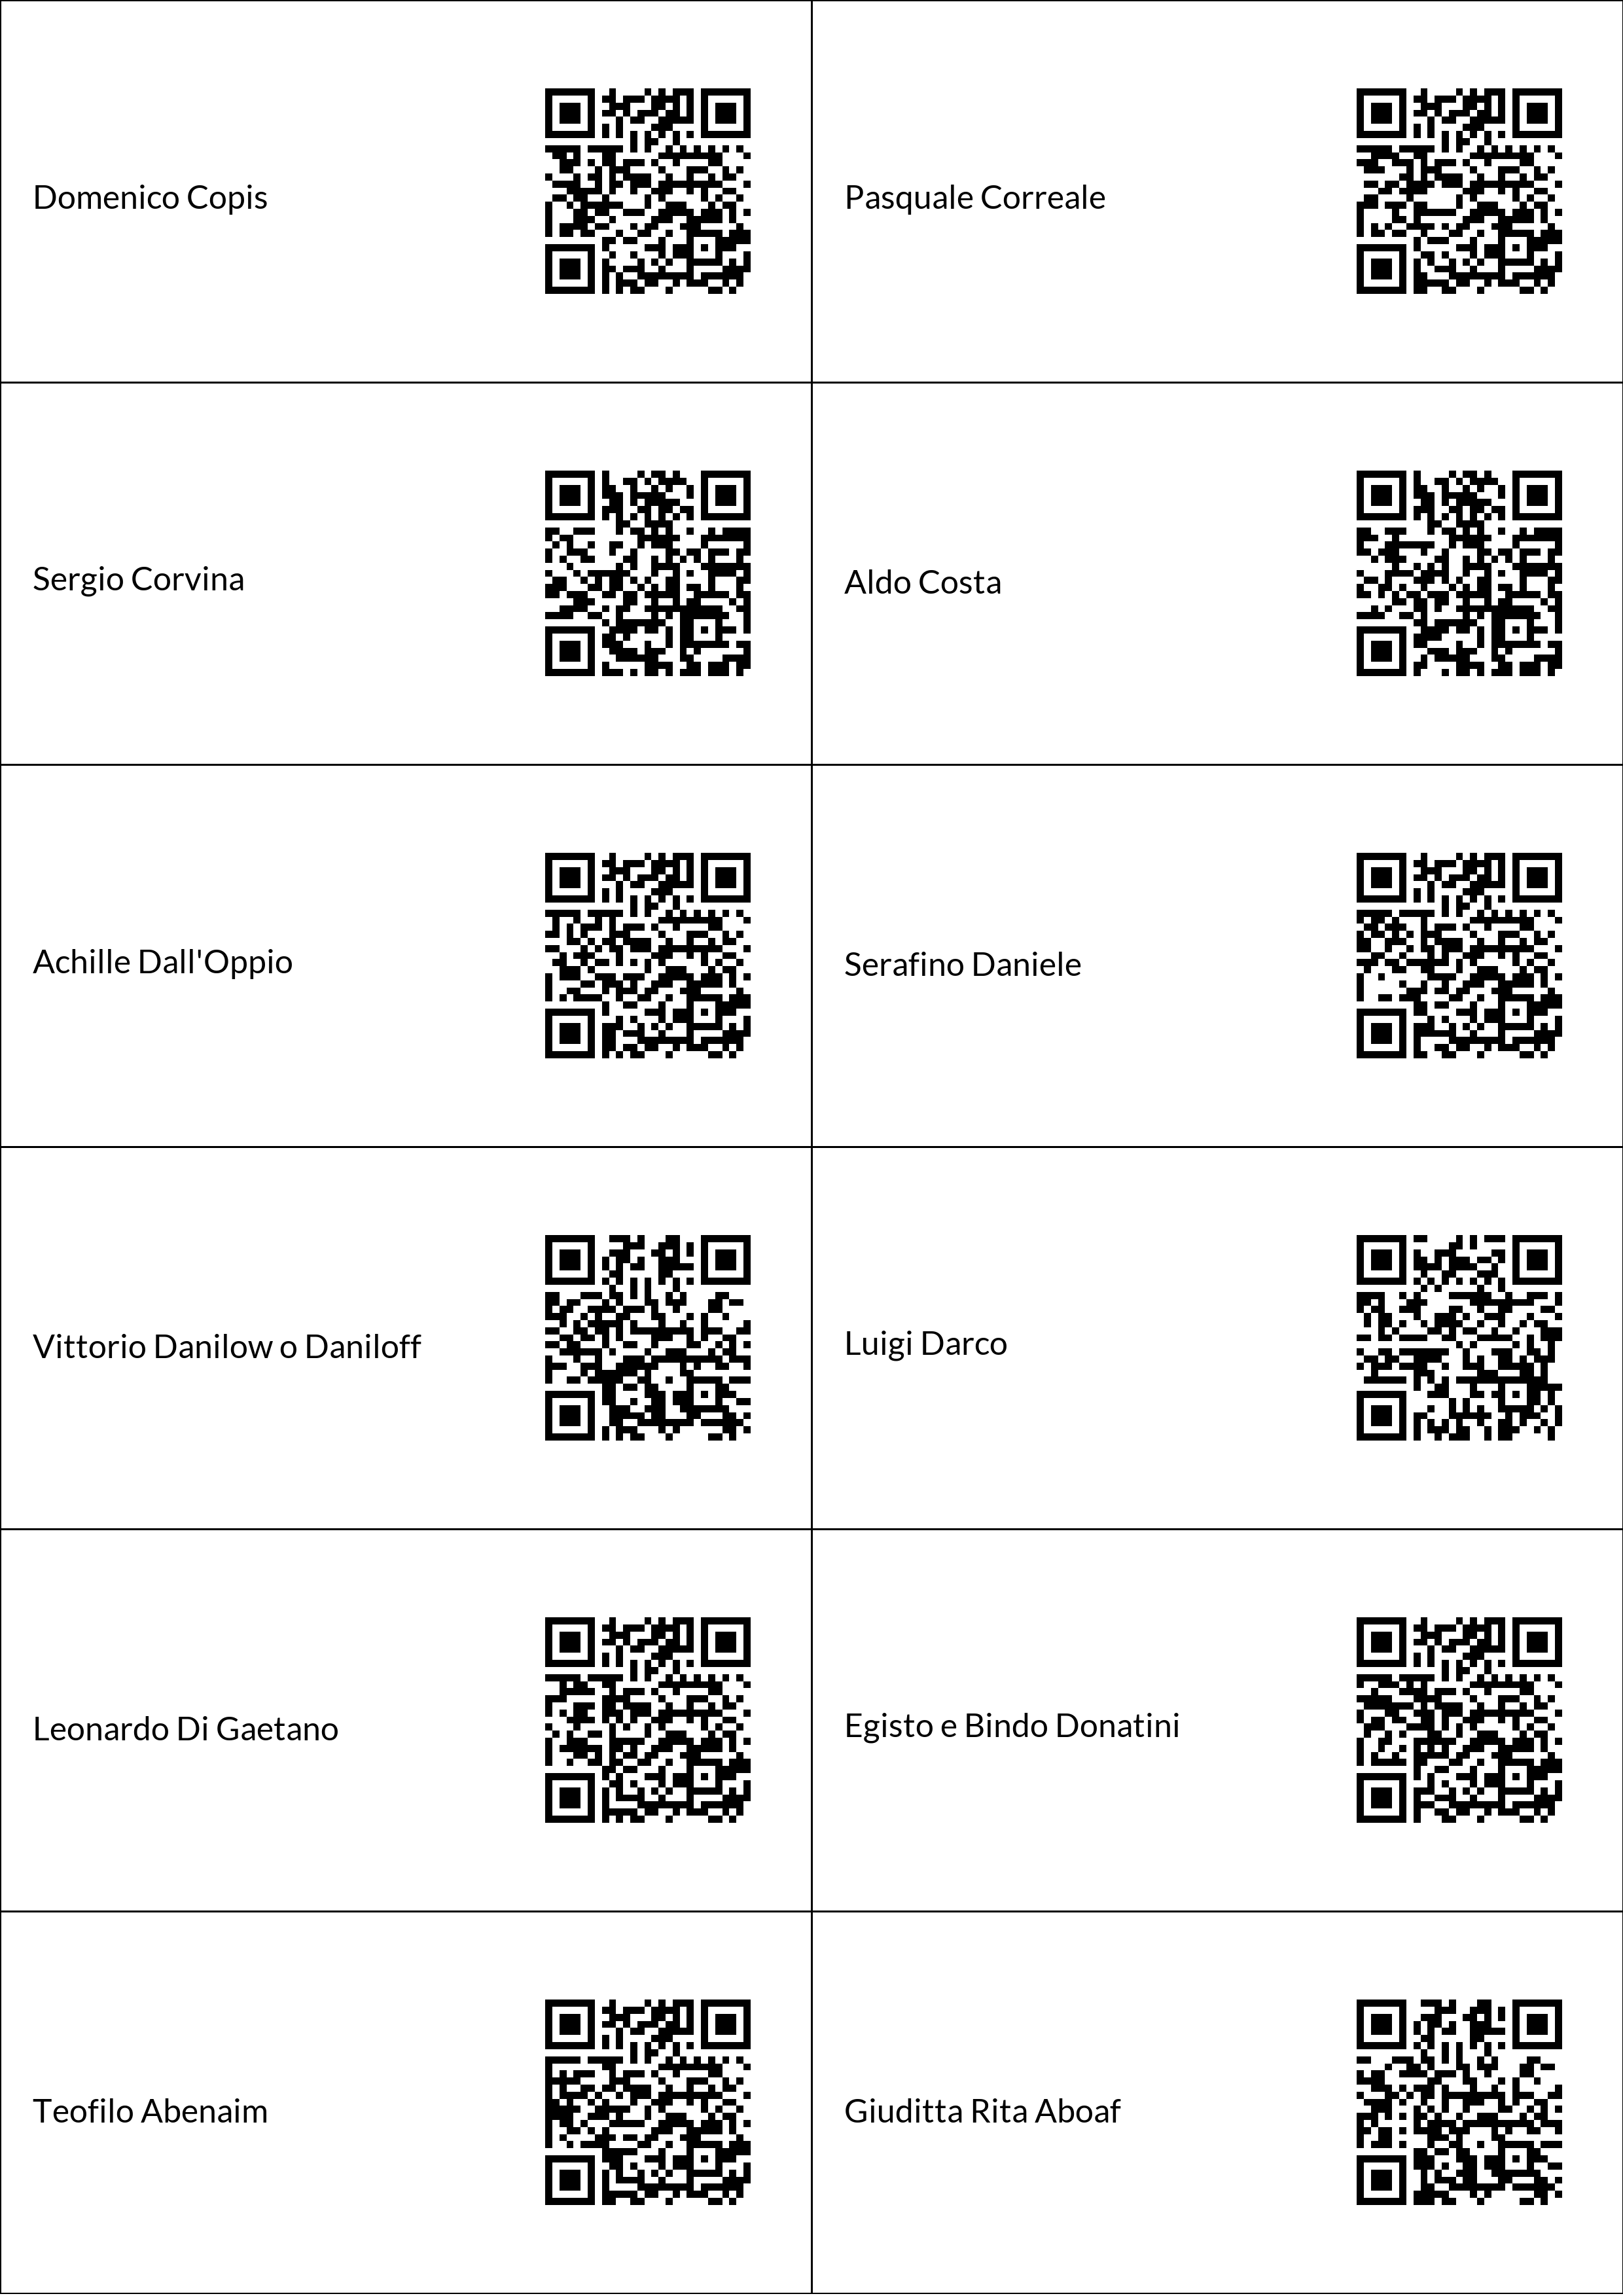 Domenico Copis
Pasquale Correale
Sergio Corvina
Aldo Costa
Achille Dall'Oppio
Serafino Daniele
Vittorio Danilow o Daniloff
Luigi Darco
Leonardo Di Gaetano
Egisto e Bindo Donatini
Teofilo Abenaim
Giuditta Rita Aboaf